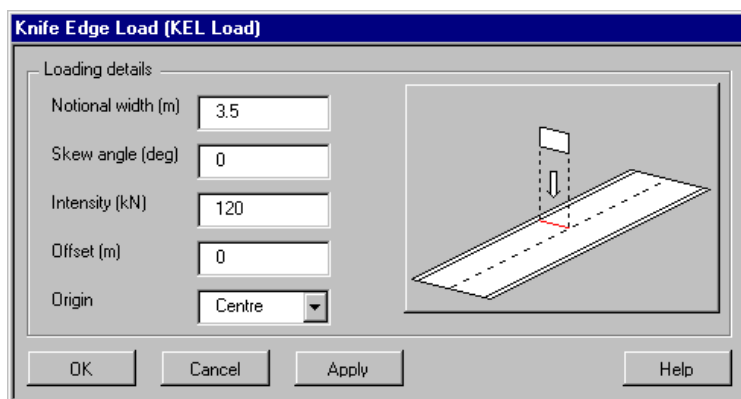 Knife Edge Load (KEL Load)
Loading details
Notional width (m) 3.5
Skew angle (deg) 0
Intensity (kN) 120
Offset (m) 0
Origin Centre
OK Cancel Apply Help